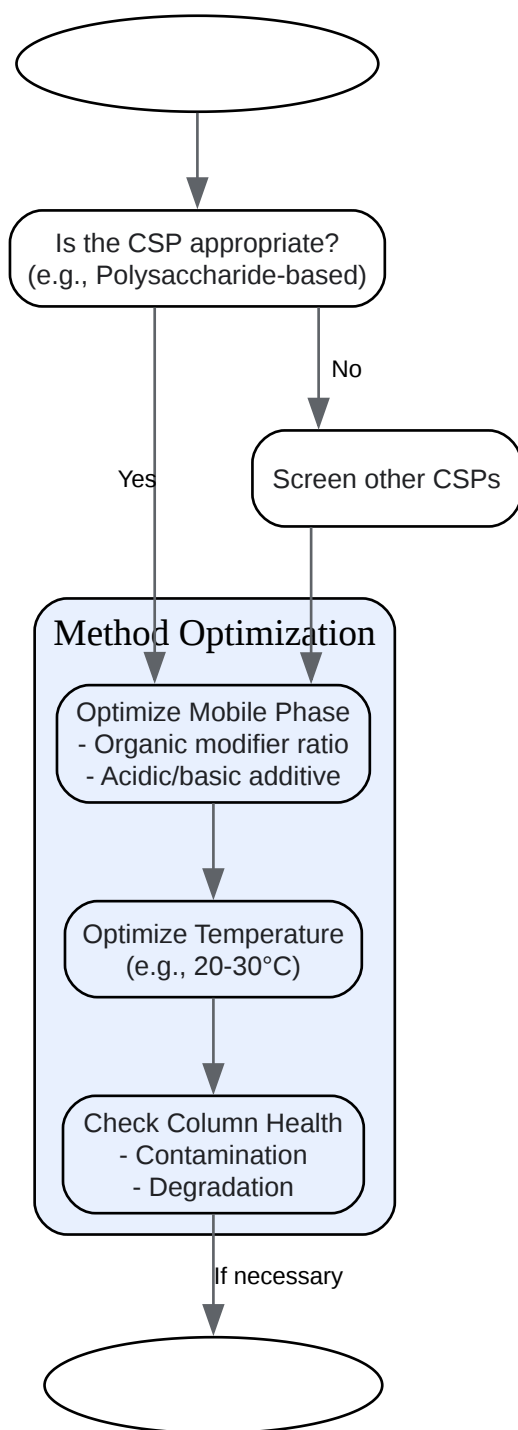 Is the CSP appropriate?
(e.g., Polysaccharide-based)
No
Yes
Screen other CSPs
Method Optimization
Optimize Mobile Phase
- Organic modifier ratio
- Acidic/basic additive
Optimize Temperature
(e.g., 20-30°C)
Check Column Health
- Contamination
- Degradation
If necessary